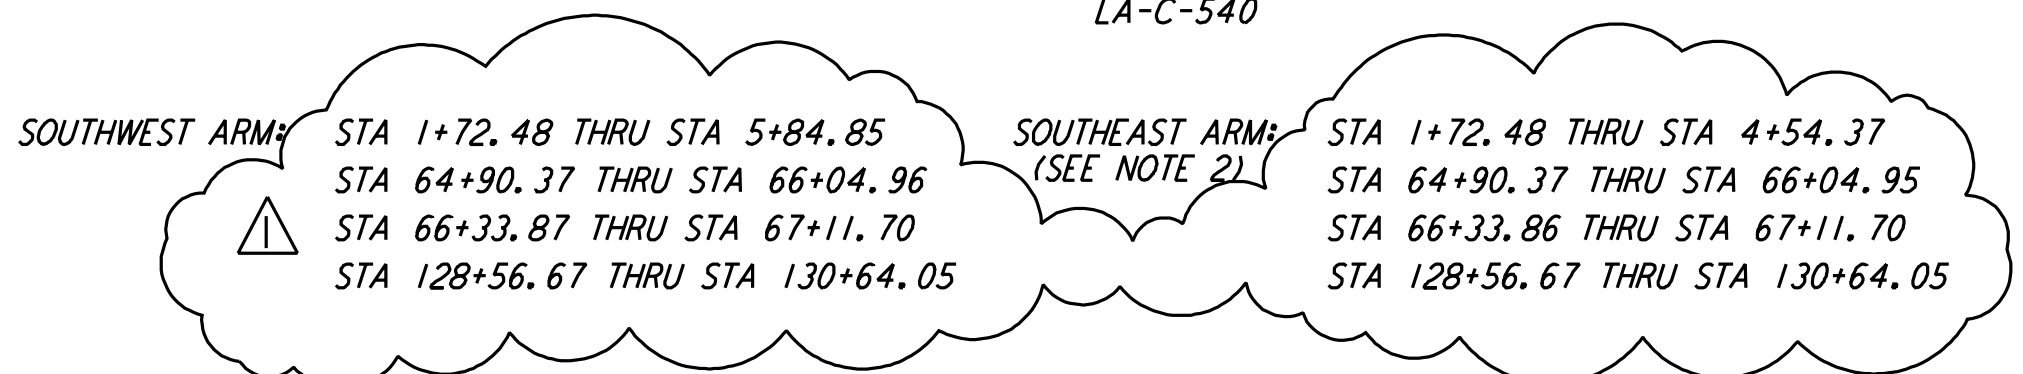 LA-C-540
SOUTHWEST ARM: STA 1+72.48 THRU STA 5+84.85
STA 64+90.37 THRU STA 66+04.96
1 STA 66+33.87 THRU STA 67+11.70
STA 128+56.67 THRU STA 130+64.05
SOUTHEAST ARM: STA 1+72.48 THRU STA 4+54.37
(SEE NOTE 2) STA 64+90.37 THRU STA 66+04.95
STA 66+33.86 THRU STA 67+11.70
STA 128+56.67 THRU STA 130+64.05